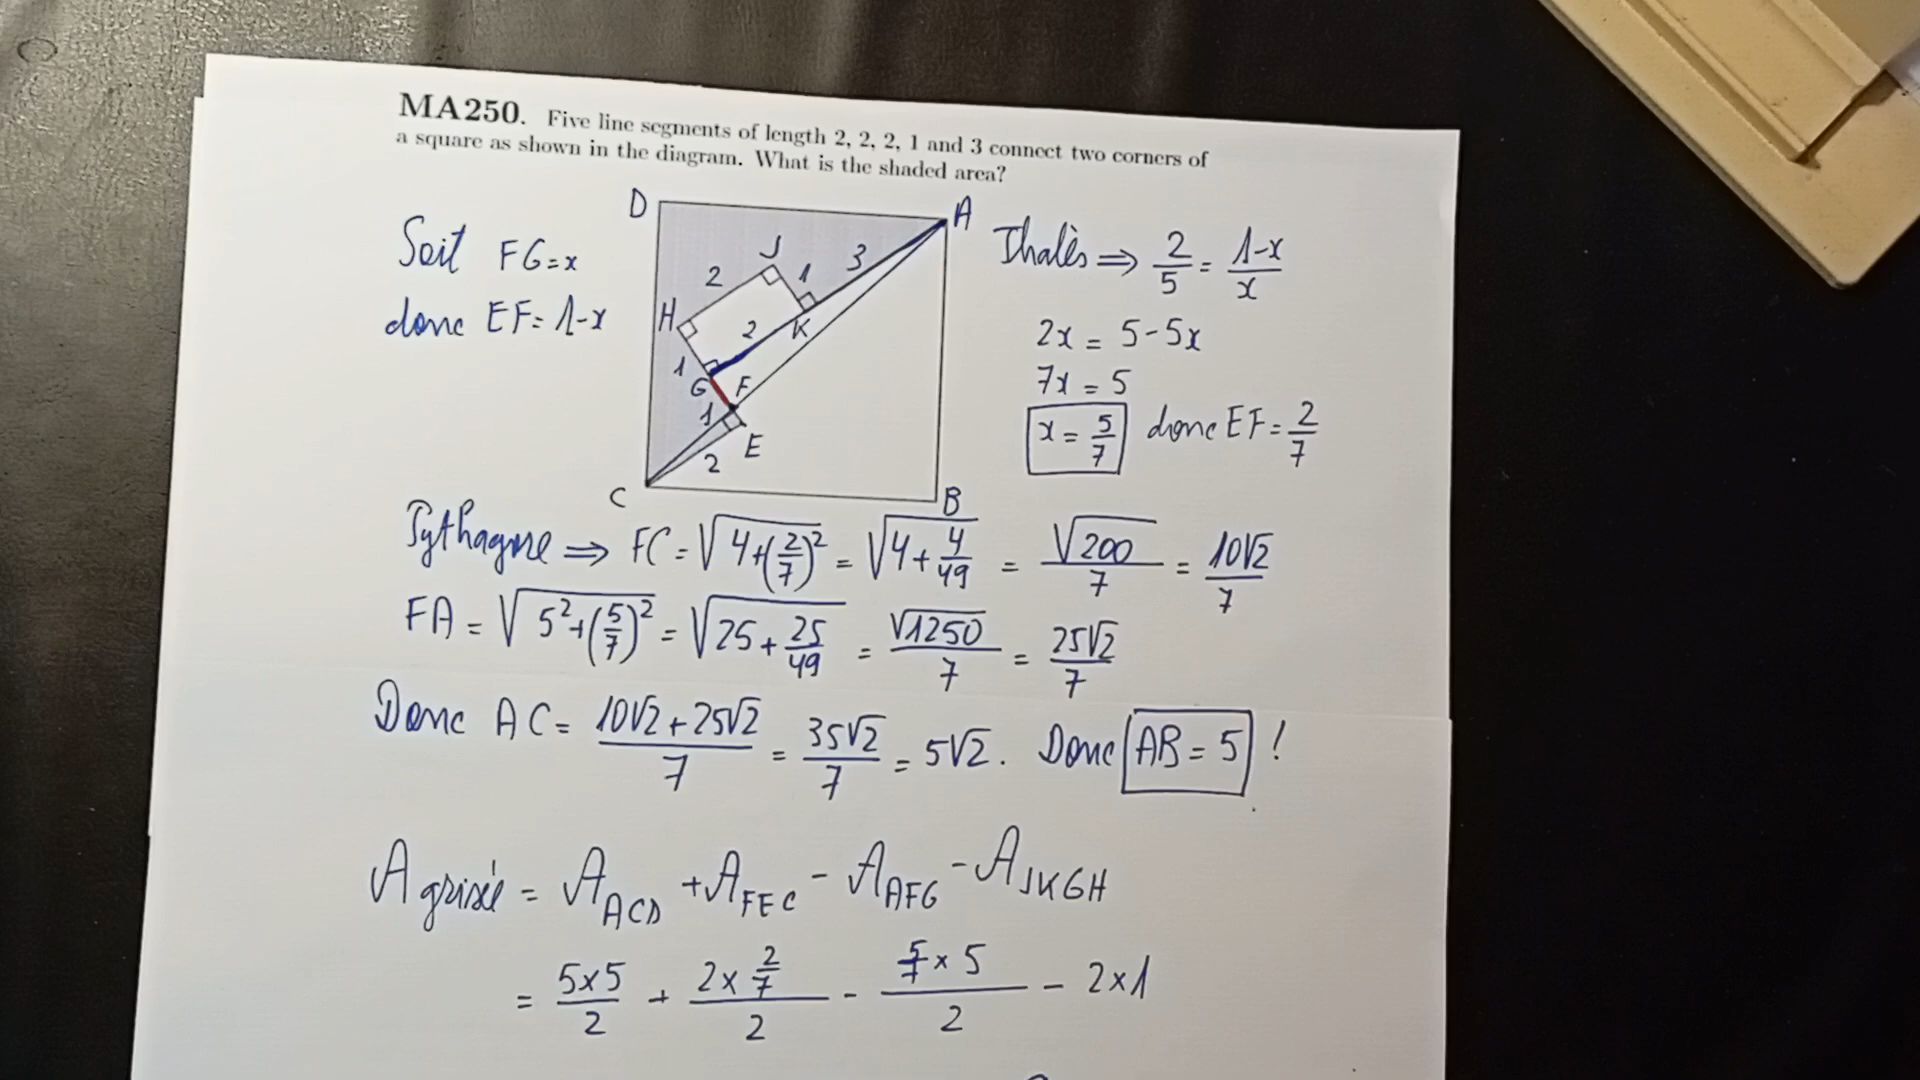 MA250. Five line segments of length 2, 2, 2, 1 and 3 connect two corners of
a square as shown in the diagram. What is the shaded area?
D
A
Soit FG=x
donc EF=1-x
J
3
1
2
H
K
2
1
G
F
1
E
2
C
B
Thalès ⇒ 2/5 = (1-x)/x
2x = 5-5x
7x = 5
x = 5/7 donc EF = 2/7
Pythagore ⇒ FC = √(4+(2/7)²) = √(4+4/49) = √200/7 = 10√2/7
FA = √(5²+(5/7)²) = √(25+25/49) = √1250/7 = 25√2/7
Donc AC = (10√2+25√2)/7 = 35√2/7 = 5√2. Donc AB = 5 !
A grisée = A ACD + A FEC - A AFG - A JKGH
= (5×5)/2 + (2×2/7)/2 - (5/7×5)/2 - 2×1